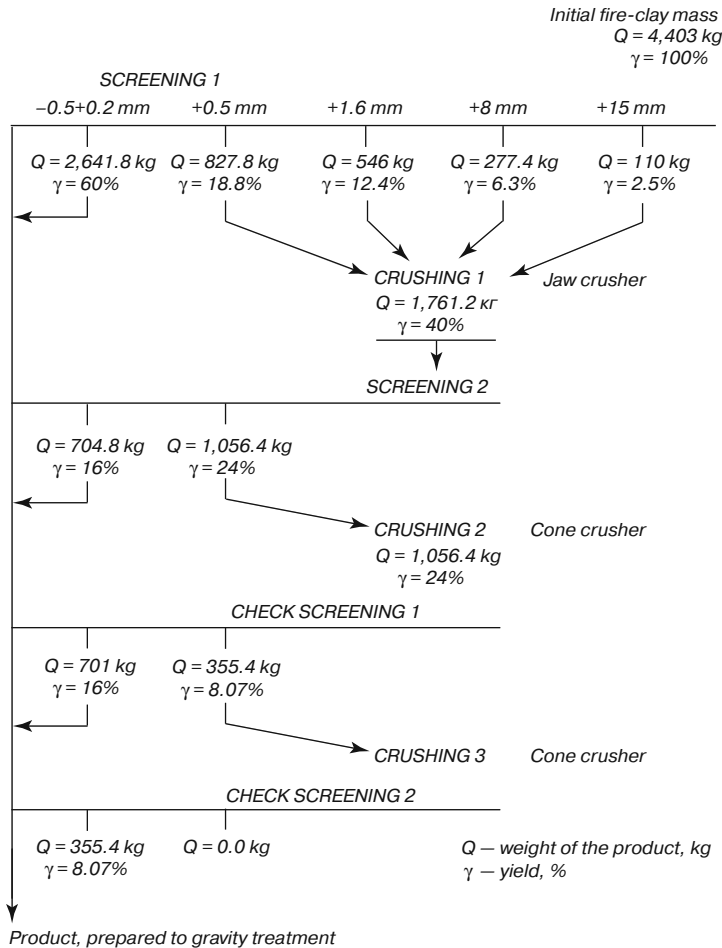 Initial fire-clay mass
Q = 4,403 kg
γ = 100%
SCREENING 1
−0.5+0.2 mm +0.5 mm +1.6 mm +8 mm +15 mm
Q = 2,641.8 kg Q = 827.8 kg Q = 546 kg Q = 277.4 kg Q = 110 kg
γ = 60% γ = 18.8% γ = 12.4% γ = 6.3% γ = 2.5%
CRUSHING 1 Jaw crusher
Q = 1,761.2 кг
γ = 40%
SCREENING 2
Q = 704.8 kg Q = 1,056.4 kg
γ = 16% γ = 24%
CRUSHING 2 Cone crusher
Q = 1,056.4 kg
γ = 24%
CHECK SCREENING 1
Q = 701 kg Q = 355.4 kg
γ = 16% γ = 8.07%
CRUSHING 3 Cone crusher
CHECK SCREENING 2
Q = 355.4 kg Q = 0.0 kg Q — weight of the product, kg
γ = 8.07% γ — yield, %
Product, prepared to gravity treatment